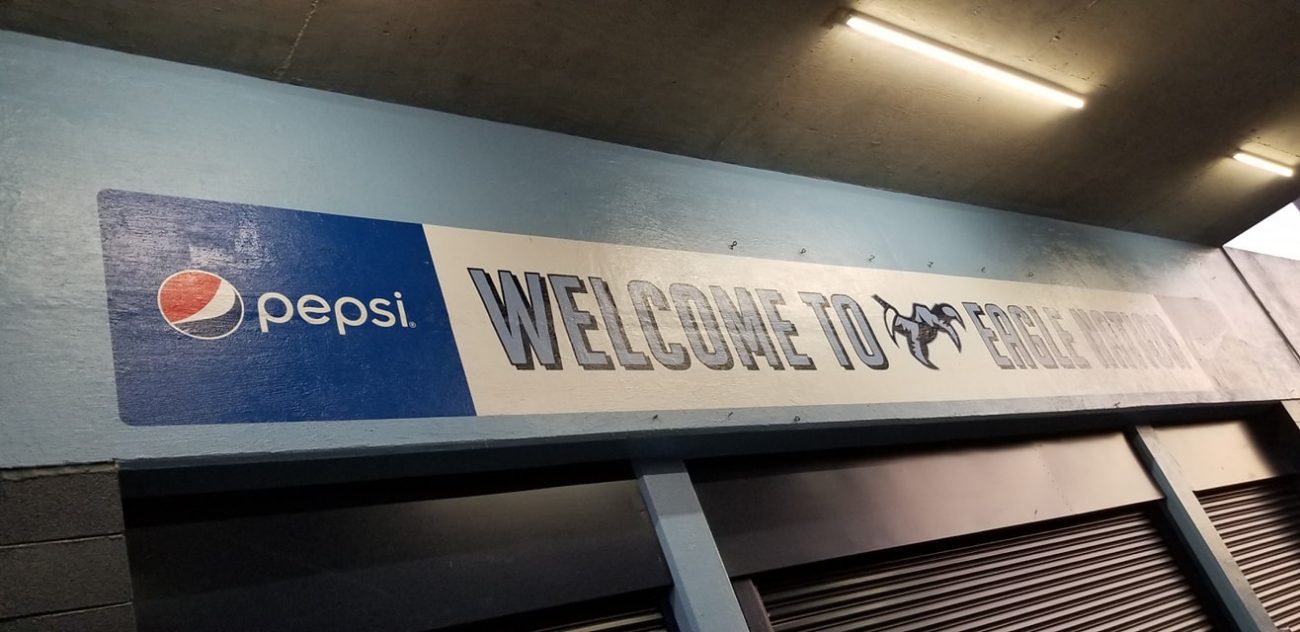 pepsi®
WELCOME TO EAGLE NATION